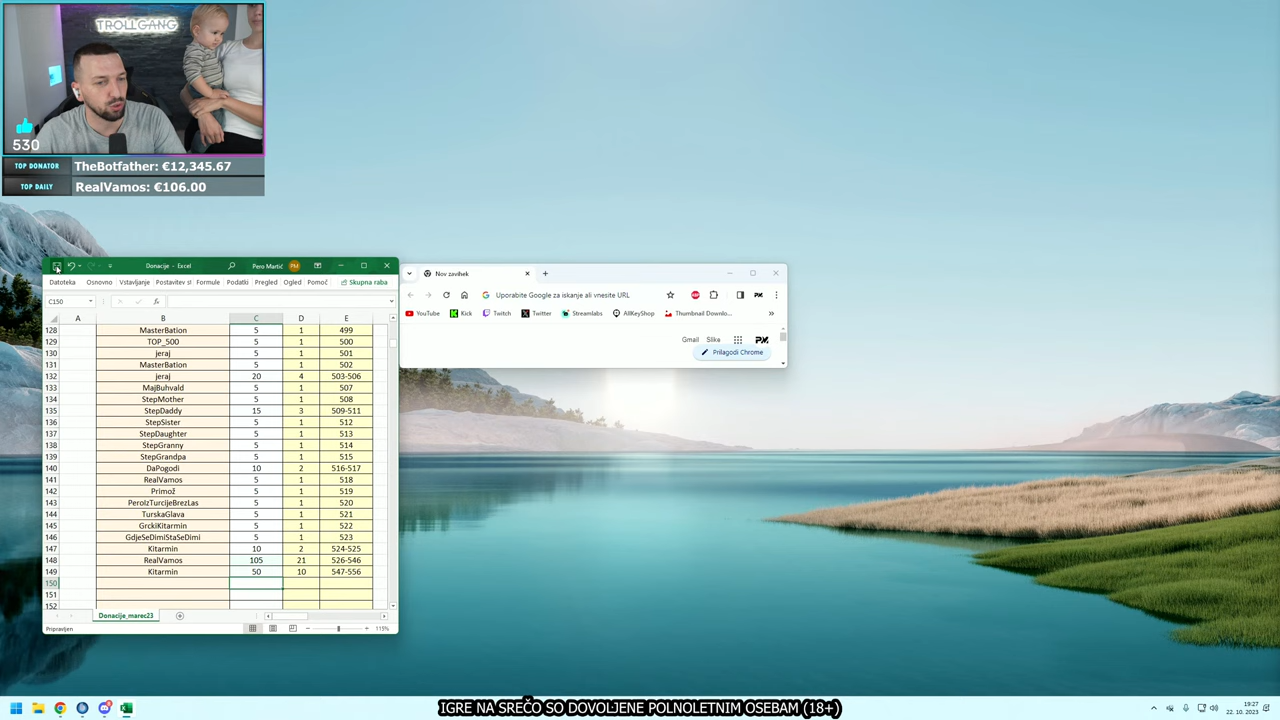 TROLLGANG
530
TOP DONATOR TheBotfather: €12,345.67
TOP DAILY RealVamos: €106.00
Donacije - Excel Pero Martić PM
Datoteka Osnovno Vstavljanje Postavitev st Formule Podatki Pregled Ogled Pomoč Skupna raba
C150 fx
A B C D E
128 MasterBation 5 1 499
129 TOP_500 5 1 500
130 jeraj 5 1 501
131 MasterBation 5 1 502
132 jeraj 20 4 503-506
133 MajBuhvald 5 1 507
134 StepMother 5 1 508
135 StepDaddy 15 3 509-511
136 StepSister 5 1 512
137 StepDaughter 5 1 513
138 StepGranny 5 1 514
139 StepGrandpa 5 1 515
140 DaPogodi 10 2 516-517
141 RealVamos 5 1 518
142 Primož 5 1 519
143 PeroIzTurcijeBrezLas 5 1 520
144 TurskaGlava 5 1 521
145 GrckiKitarmin 5 1 522
146 GdjeSeDimiStaSeDimi 5 1 523
147 Kitarmin 10 2 524-525
148 RealVamos 105 21 526-546
149 Kitarmin 50 10 547-556
150
151
152
Donacije_marec23
Pripravljen 115%
Nov zavihek
Uporabite Google za iskanje ali vnesite URL
YouTube Kick Twitch Twitter Streamlabs AllKeyShop Thumbnail Downlo...
Gmail Slike
Prilagodi Chrome
IGRE NA SREČO SO DOVOLJENE POLNOLETNIM OSEBAM (18+)
19:27
22. 10. 2023